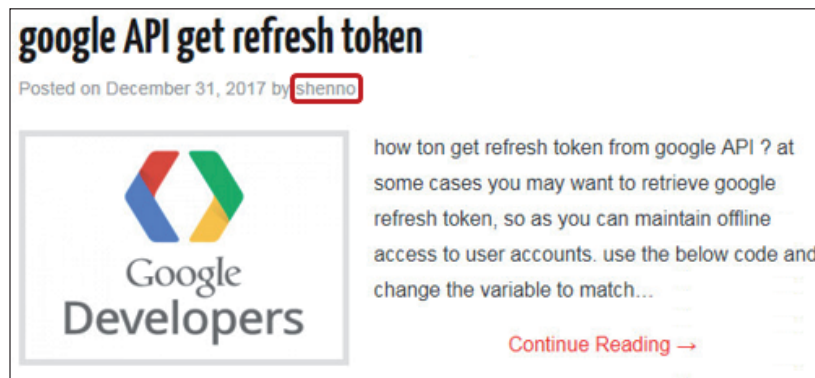 google API get refresh token
Posted on December 31, 2017 by shenno
Google
Developers
how ton get refresh token from google API ? at
some cases you may want to retrieve google
refresh token, so as you can maintain offline
access to user accounts. use the below code and
change the variable to match...
Continue Reading →